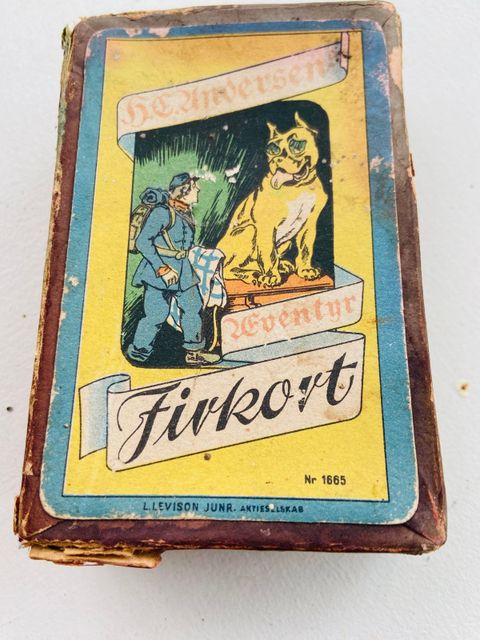 H.C. Andersen
Æventyr
Firkort
Nr 1665
L. LEVISON JUNR. AKTIESELSKAB